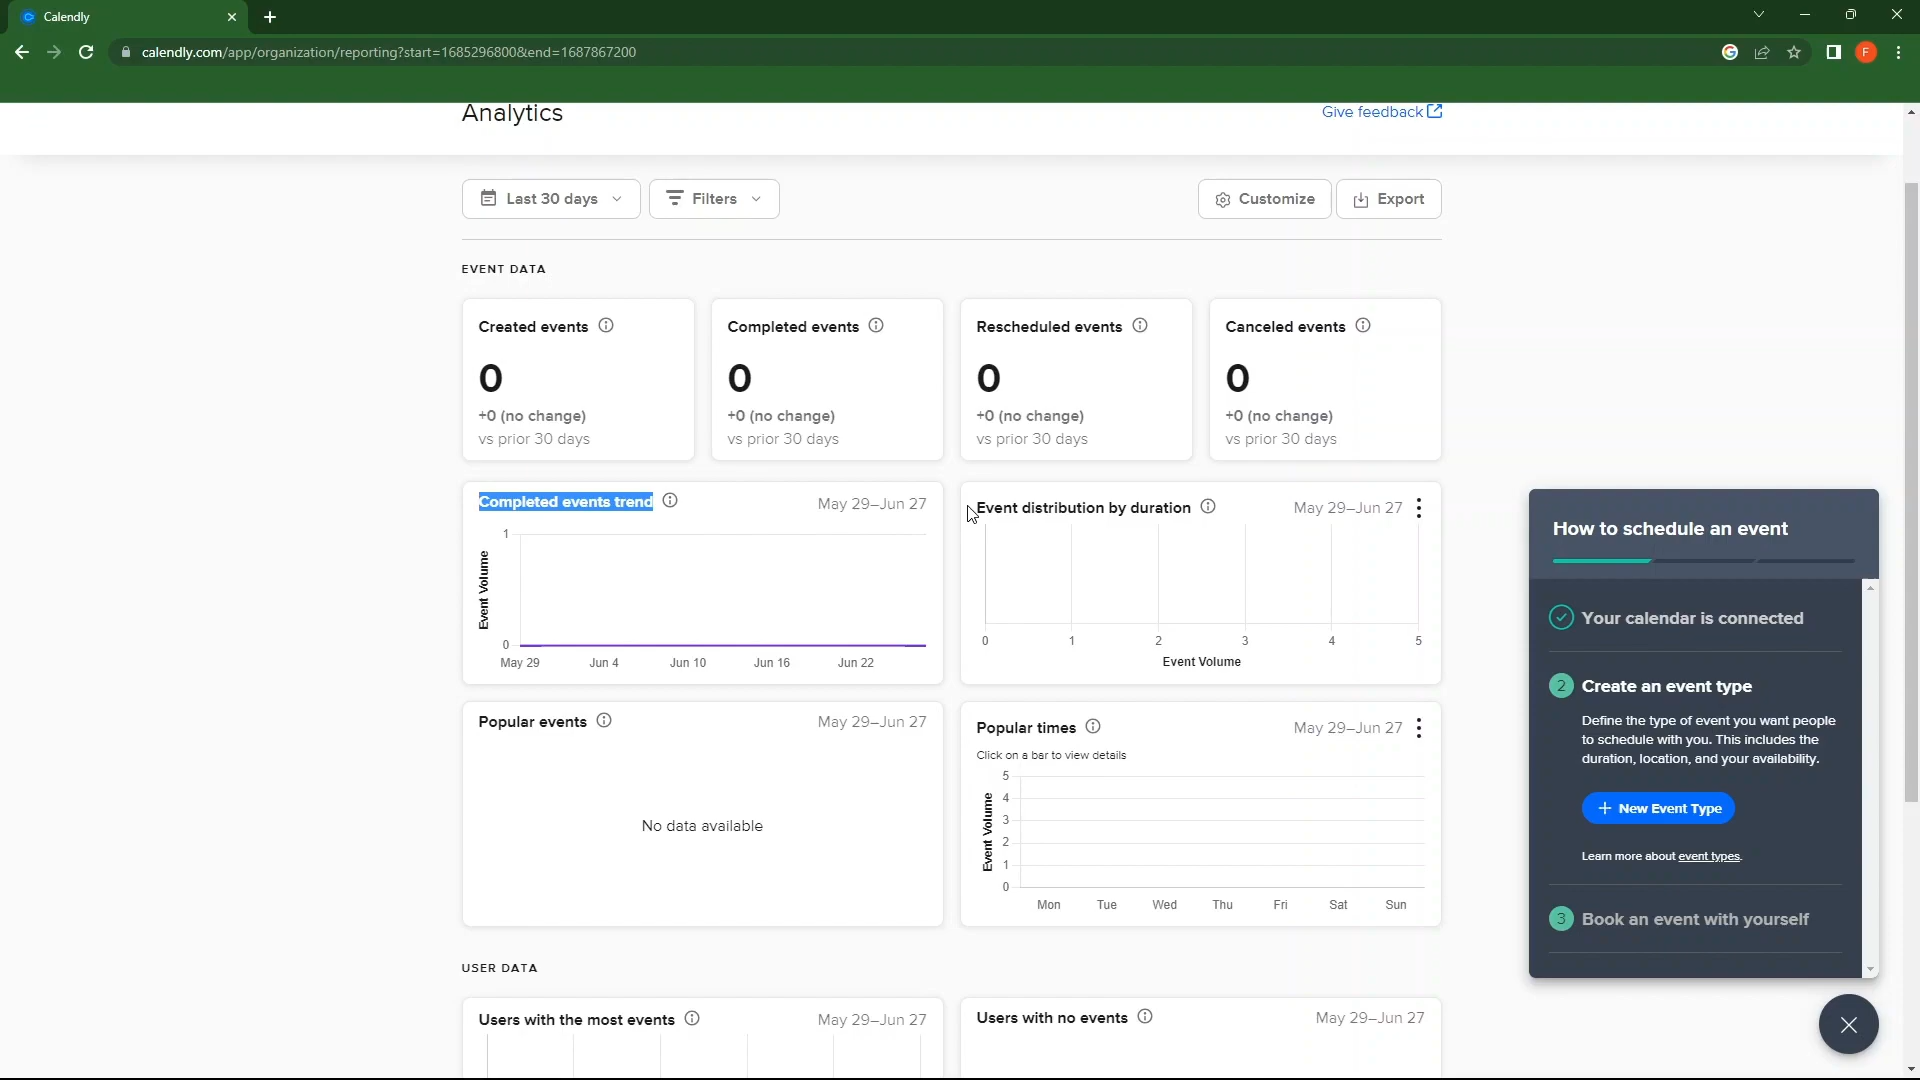 Calendly
calendly.com/app/organization/reporting?start=1685296800&end=1687867200
F
Analytics
Give feedback
Last 30 days
Filters
Customize
Export
EVENT DATA
Created events
0
+0 (no change)
vs prior 30 days
Completed events
0
+0 (no change)
vs prior 30 days
Rescheduled events
0
+0 (no change)
vs prior 30 days
Canceled events
0
+0 (no change)
vs prior 30 days
Completed events trend
May 29–Jun 27
Event Volume
1
0
May 29 Jun 4 Jun 10 Jun 16 Jun 22
Event distribution by duration
May 29–Jun 27
0 1 2 3 4 5
Event Volume
Popular events
May 29–Jun 27
No data available
Popular times
May 29–Jun 27
Click on a bar to view details
Event Volume
5
4
3
2
1
0
Mon Tue Wed Thu Fri Sat Sun
USER DATA
Users with the most events
May 29–Jun 27
Users with no events
May 29–Jun 27
How to schedule an event
Your calendar is connected
2 Create an event type
Define the type of event you want people
to schedule with you. This includes the
duration, location, and your availability.
+ New Event Type
Learn more about event types.
3 Book an event with yourself